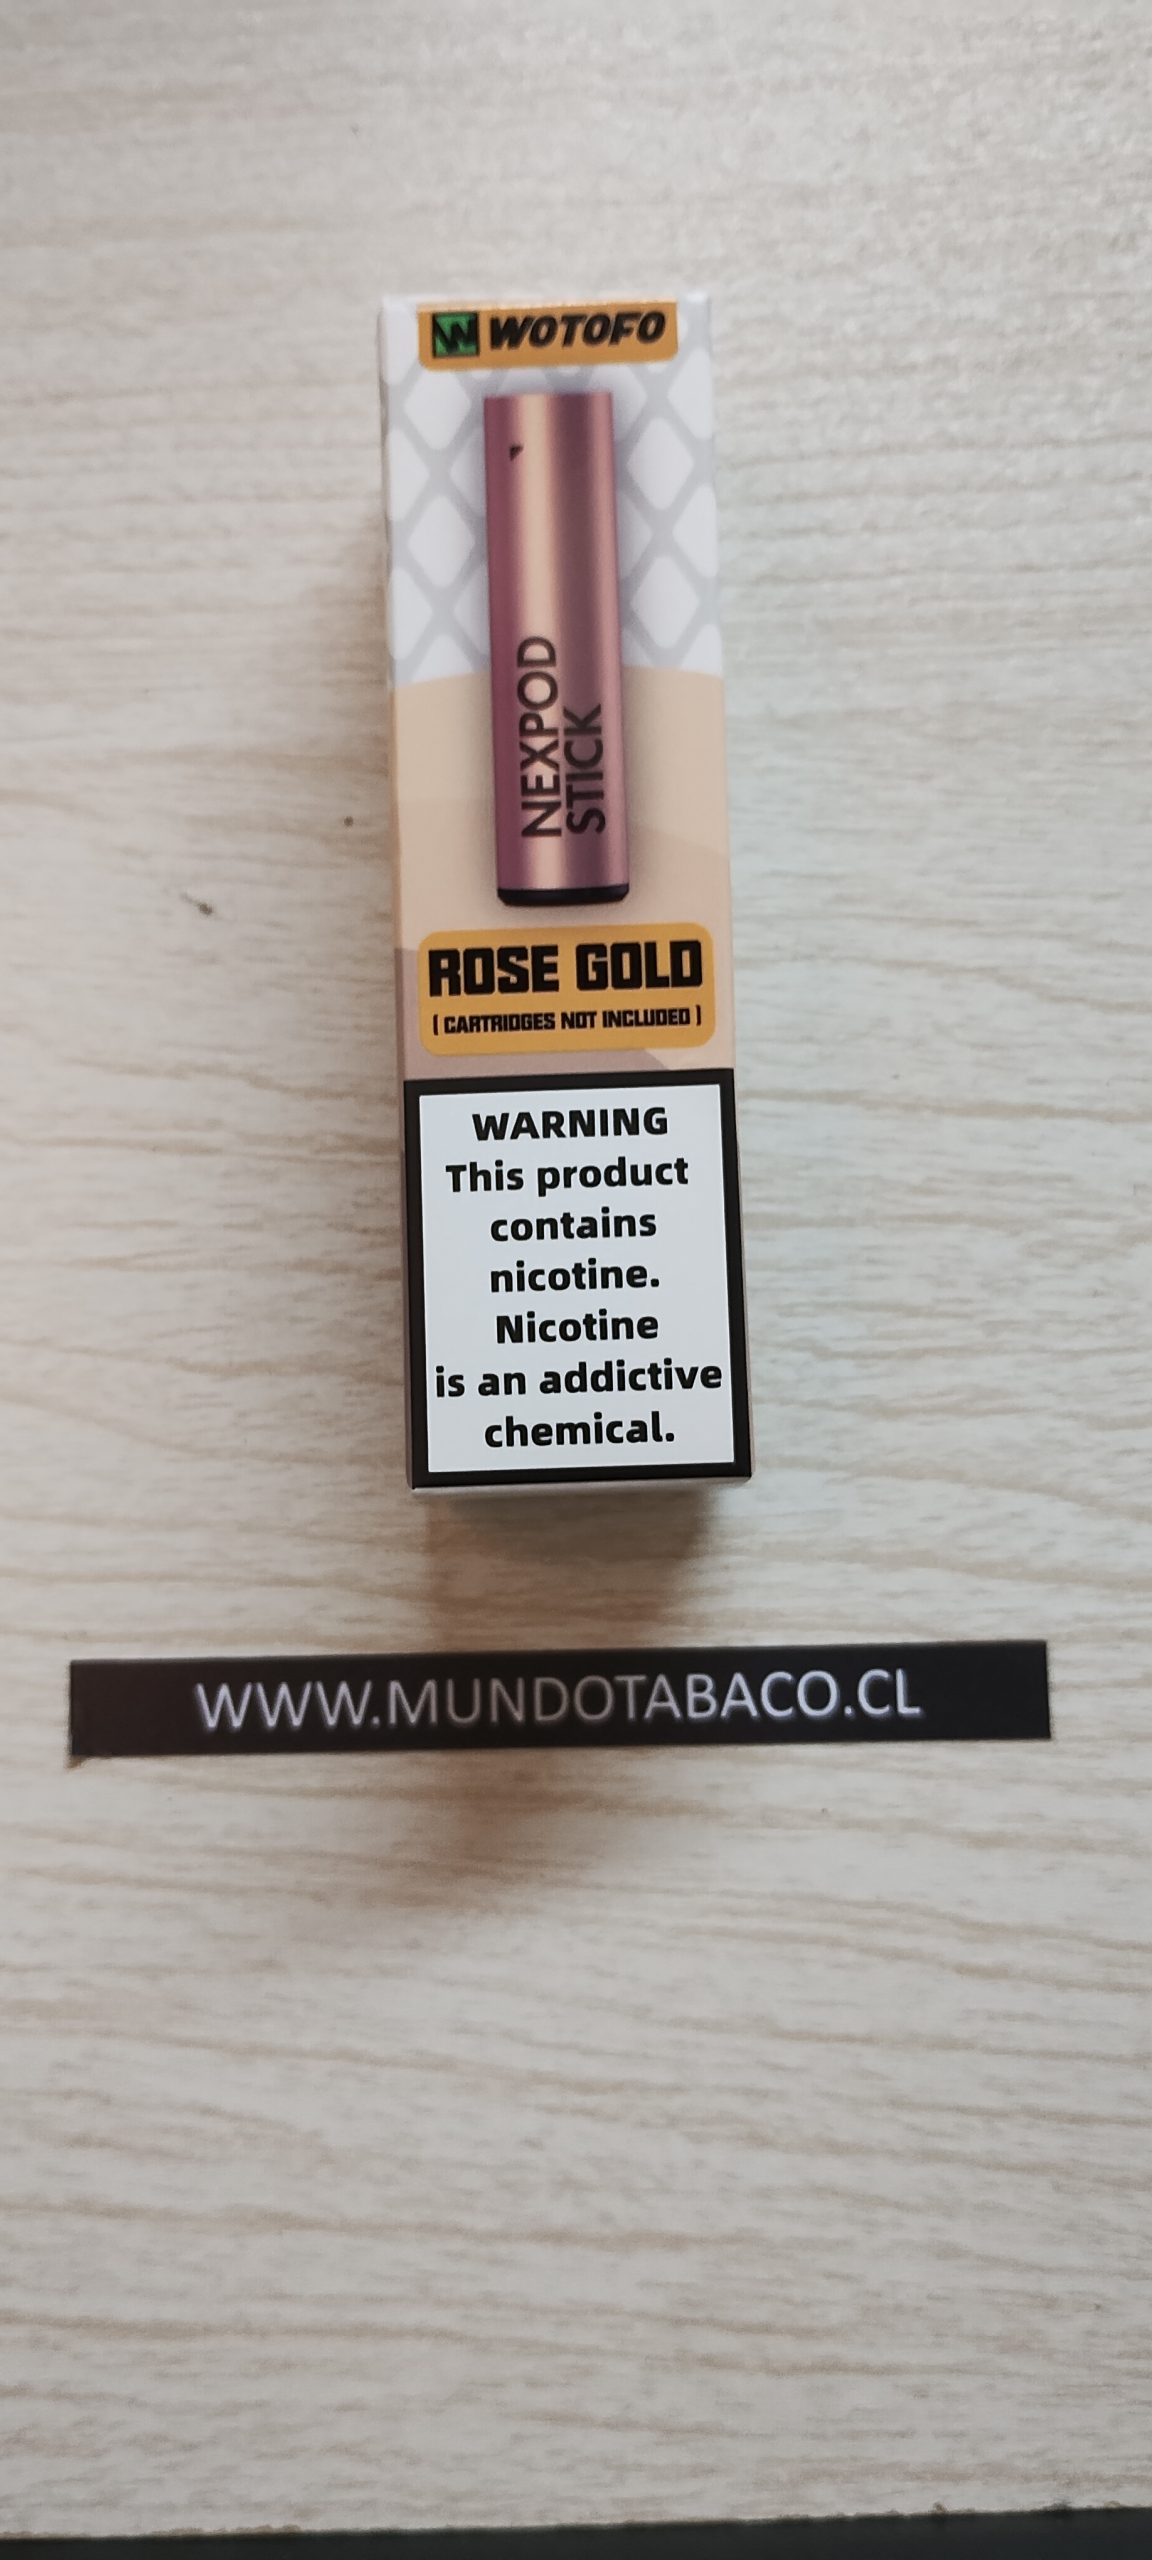 W WOTOFO
NEXPOD
STICK
ROSE GOLD
( CARTRIDGES NOT INCLUDED )
WARNING
This product
contains
nicotine.
Nicotine
is an addictive
chemical.
WWW.MUNDOTABACO.CL